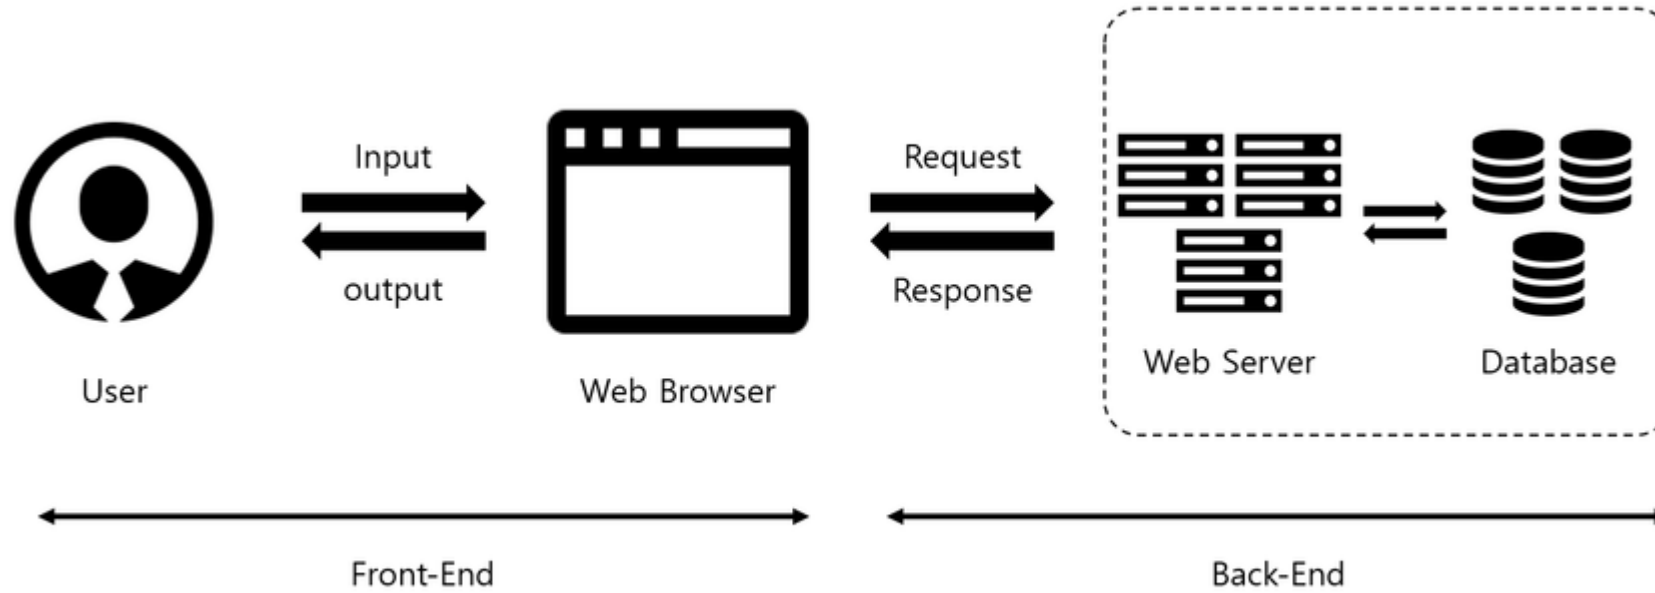 Input
output
User
Web Browser
Request
Response
Web Server
Database
Front-End
Back-End